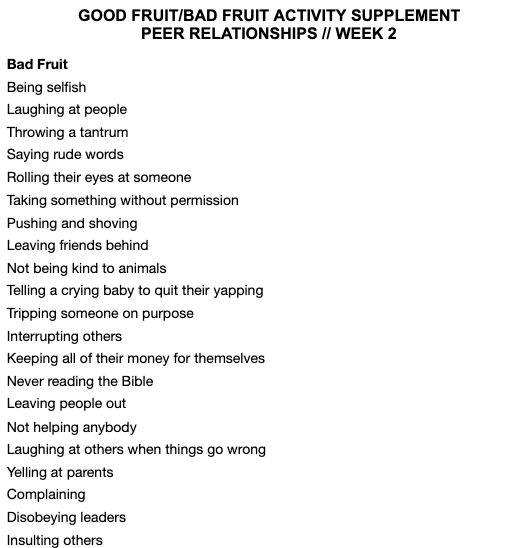 GOOD FRUIT/BAD FRUIT ACTIVITY SUPPLEMENT
PEER RELATIONSHIPS // WEEK 2
Bad Fruit
Being selfish
Laughing at people
Throwing a tantrum
Saying rude words
Rolling their eyes at someone
Taking something without permission
Pushing and shoving
Leaving friends behind
Not being kind to animals
Telling a crying baby to quit their yapping
Tripping someone on purpose
Interrupting others
Keeping all of their money for themselves
Never reading the Bible
Leaving people out
Not helping anybody
Laughing at others when things go wrong
Yelling at parents
Complaining
Disobeying leaders
Insulting others